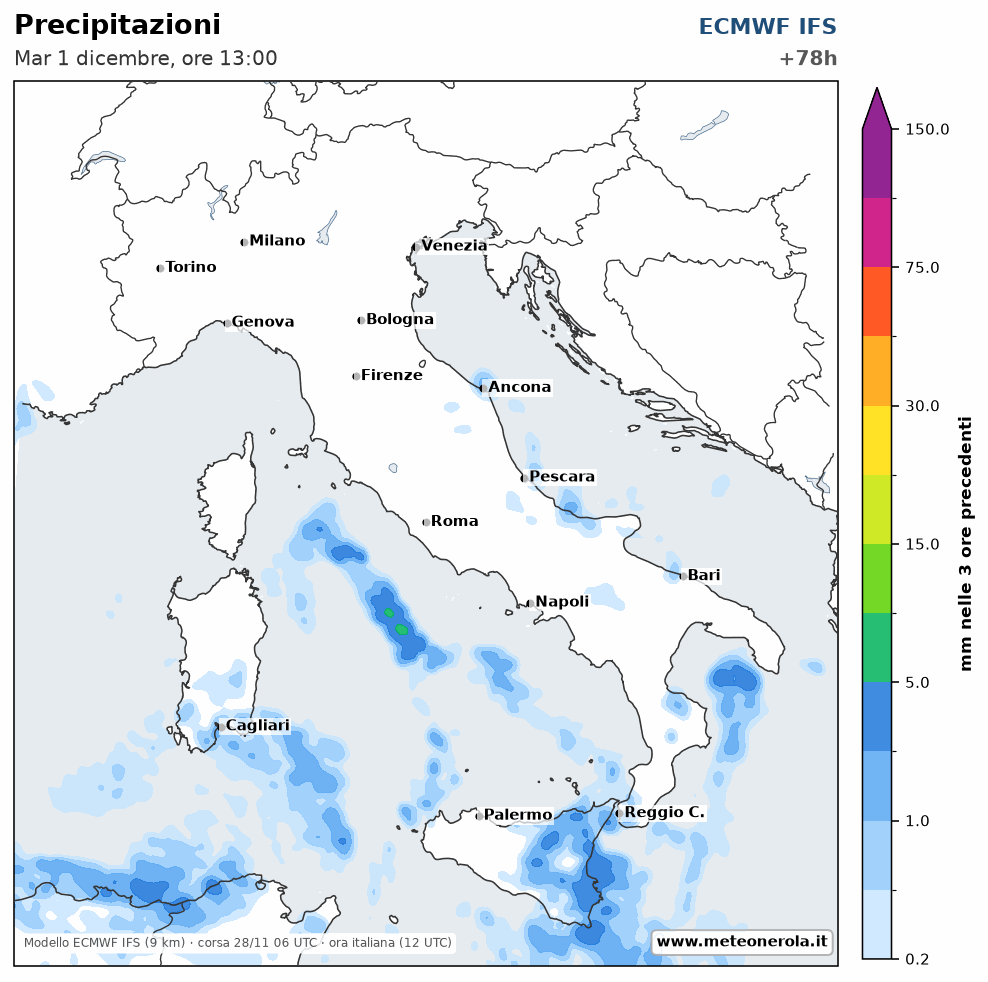 Precipitazioni
ECMWF IFS
Mar 1 dicembre, ore 13:00
+78h
150.0
75.0
30.0
15.0
5.0
1.0
0.2
mm nelle 3 ore precedenti
Milano
Venezia
Torino
Genova
Bologna
Firenze
Ancona
Pescara
Roma
Bari
Napoli
Cagliari
Palermo
Reggio C.
Modello ECMWF IFS (9 km) · corsa 28/11 06 UTC · ora italiana (12 UTC)
www.meteonerola.it